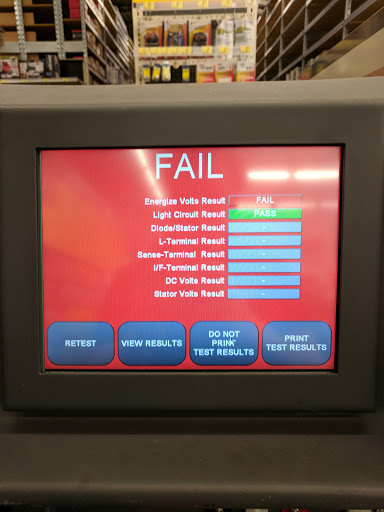 FAIL
Energize Volts Result FAIL
Light Circuit Result PASS
Diode/Stator Result -
L-Terminal Result -
Sense-Terminal Result -
I/F-Terminal Result -
DC Volts Result -
Stator Volts Result -
RETEST
VIEW RESULTS
DO NOT
PRINT
TEST RESULTS
PRINT
TEST RESULTS